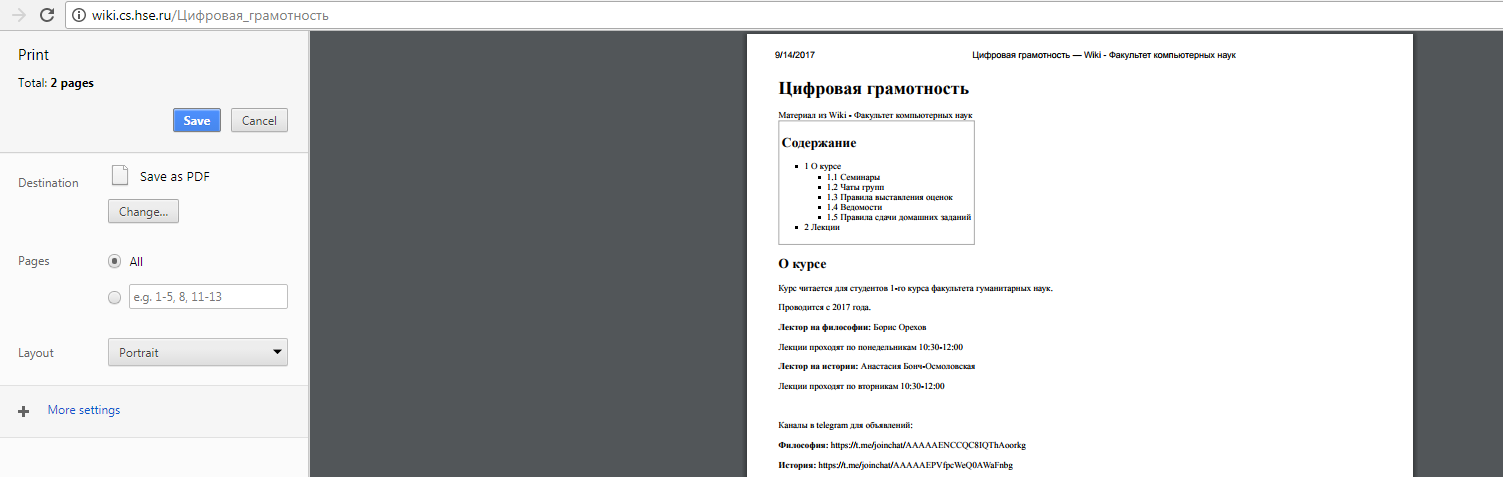 wiki.cs.hse.ru/Цифровая_грамотность
Print
Total: 2 pages
Save
Cancel
Destination
Save as PDF
Change...
Pages
All
e.g. 1-5, 8, 11-13
Layout
Portrait
More settings
9/14/2017
Цифровая грамотность — Wiki - Факультет компьютерных наук
Цифровая грамотность
Материал из Wiki - Факультет компьютерных наук
Содержание
1 О курсе
1.1 Семинары
1.2 Чаты групп
1.3 Правила выставления оценок
1.4 Ведомости
1.5 Правила сдачи домашних заданий
2 Лекции
О курсе
Курс читается для студентов 1-го курса факультета гуманитарных наук.
Проводится с 2017 года.
Лектор на философии: Борис Орехов
Лекции проходят по понедельникам 10:30-12:00
Лектор на истории: Анастасия Бонч-Осмоловская
Лекции проходят по вторникам 10:30-12:00
Каналы в telegram для объявлений:
Философия: https://t.me/joinchat/AAAAAENCCQC8IQThAoorkg
История: https://t.me/joinchat/AAAAAEPVfpcWeQ0AWaFnbg